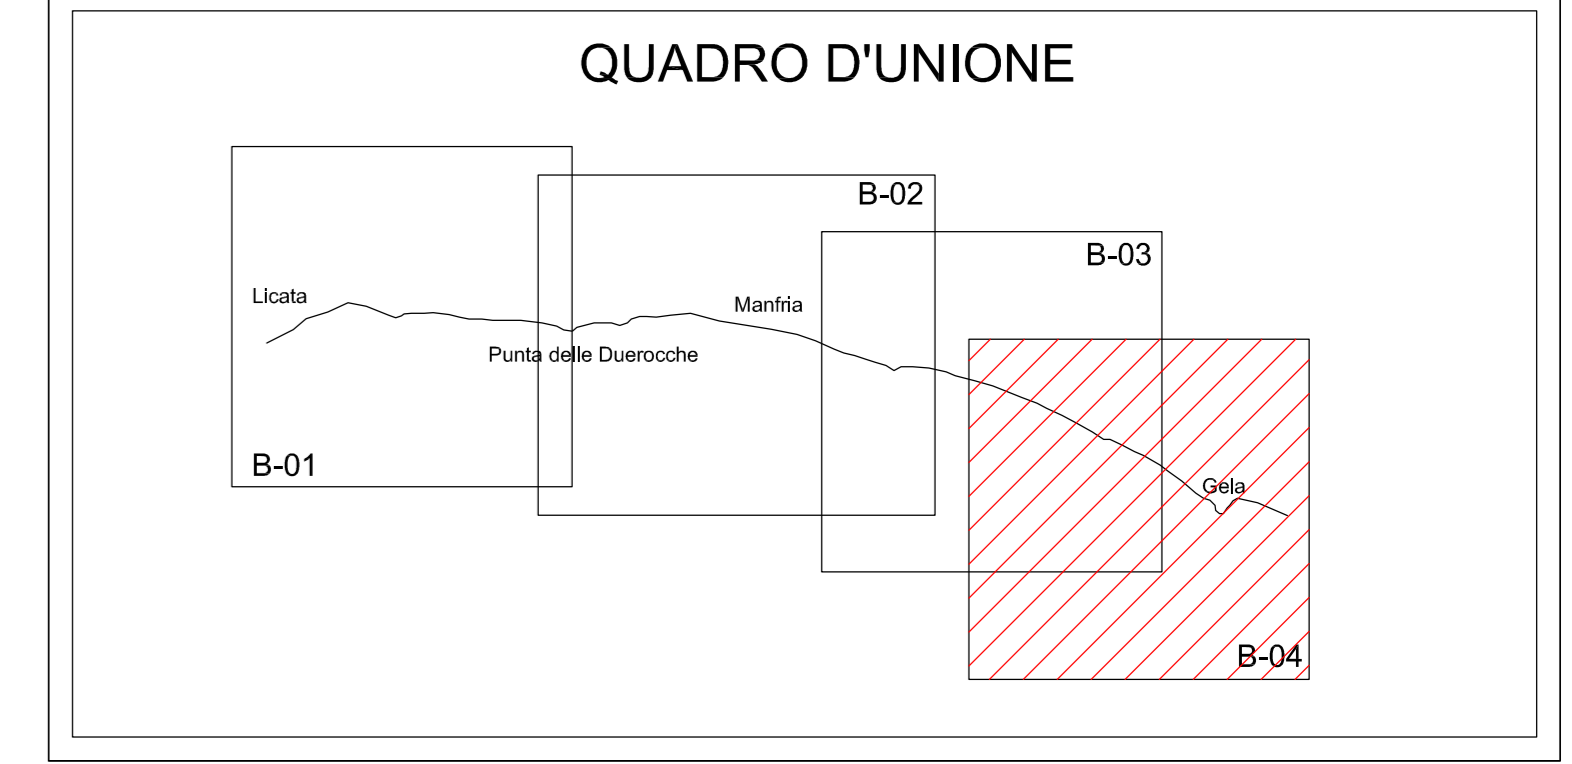 QUADRO D'UNIONE
B-02
B-03
Licata
Manfria
Punta delle Duerocche
B-01
Gela
B-04